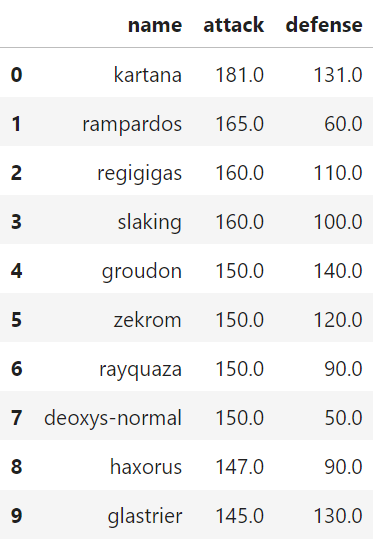 name attack defense
0 kartana 181.0 131.0
1 rampardos 165.0 60.0
2 regigigas 160.0 110.0
3 slaking 160.0 100.0
4 groudon 150.0 140.0
5 zekrom 150.0 120.0
6 rayquaza 150.0 90.0
7 deoxys-normal 150.0 50.0
8 haxorus 147.0 90.0
9 glastrier 145.0 130.0